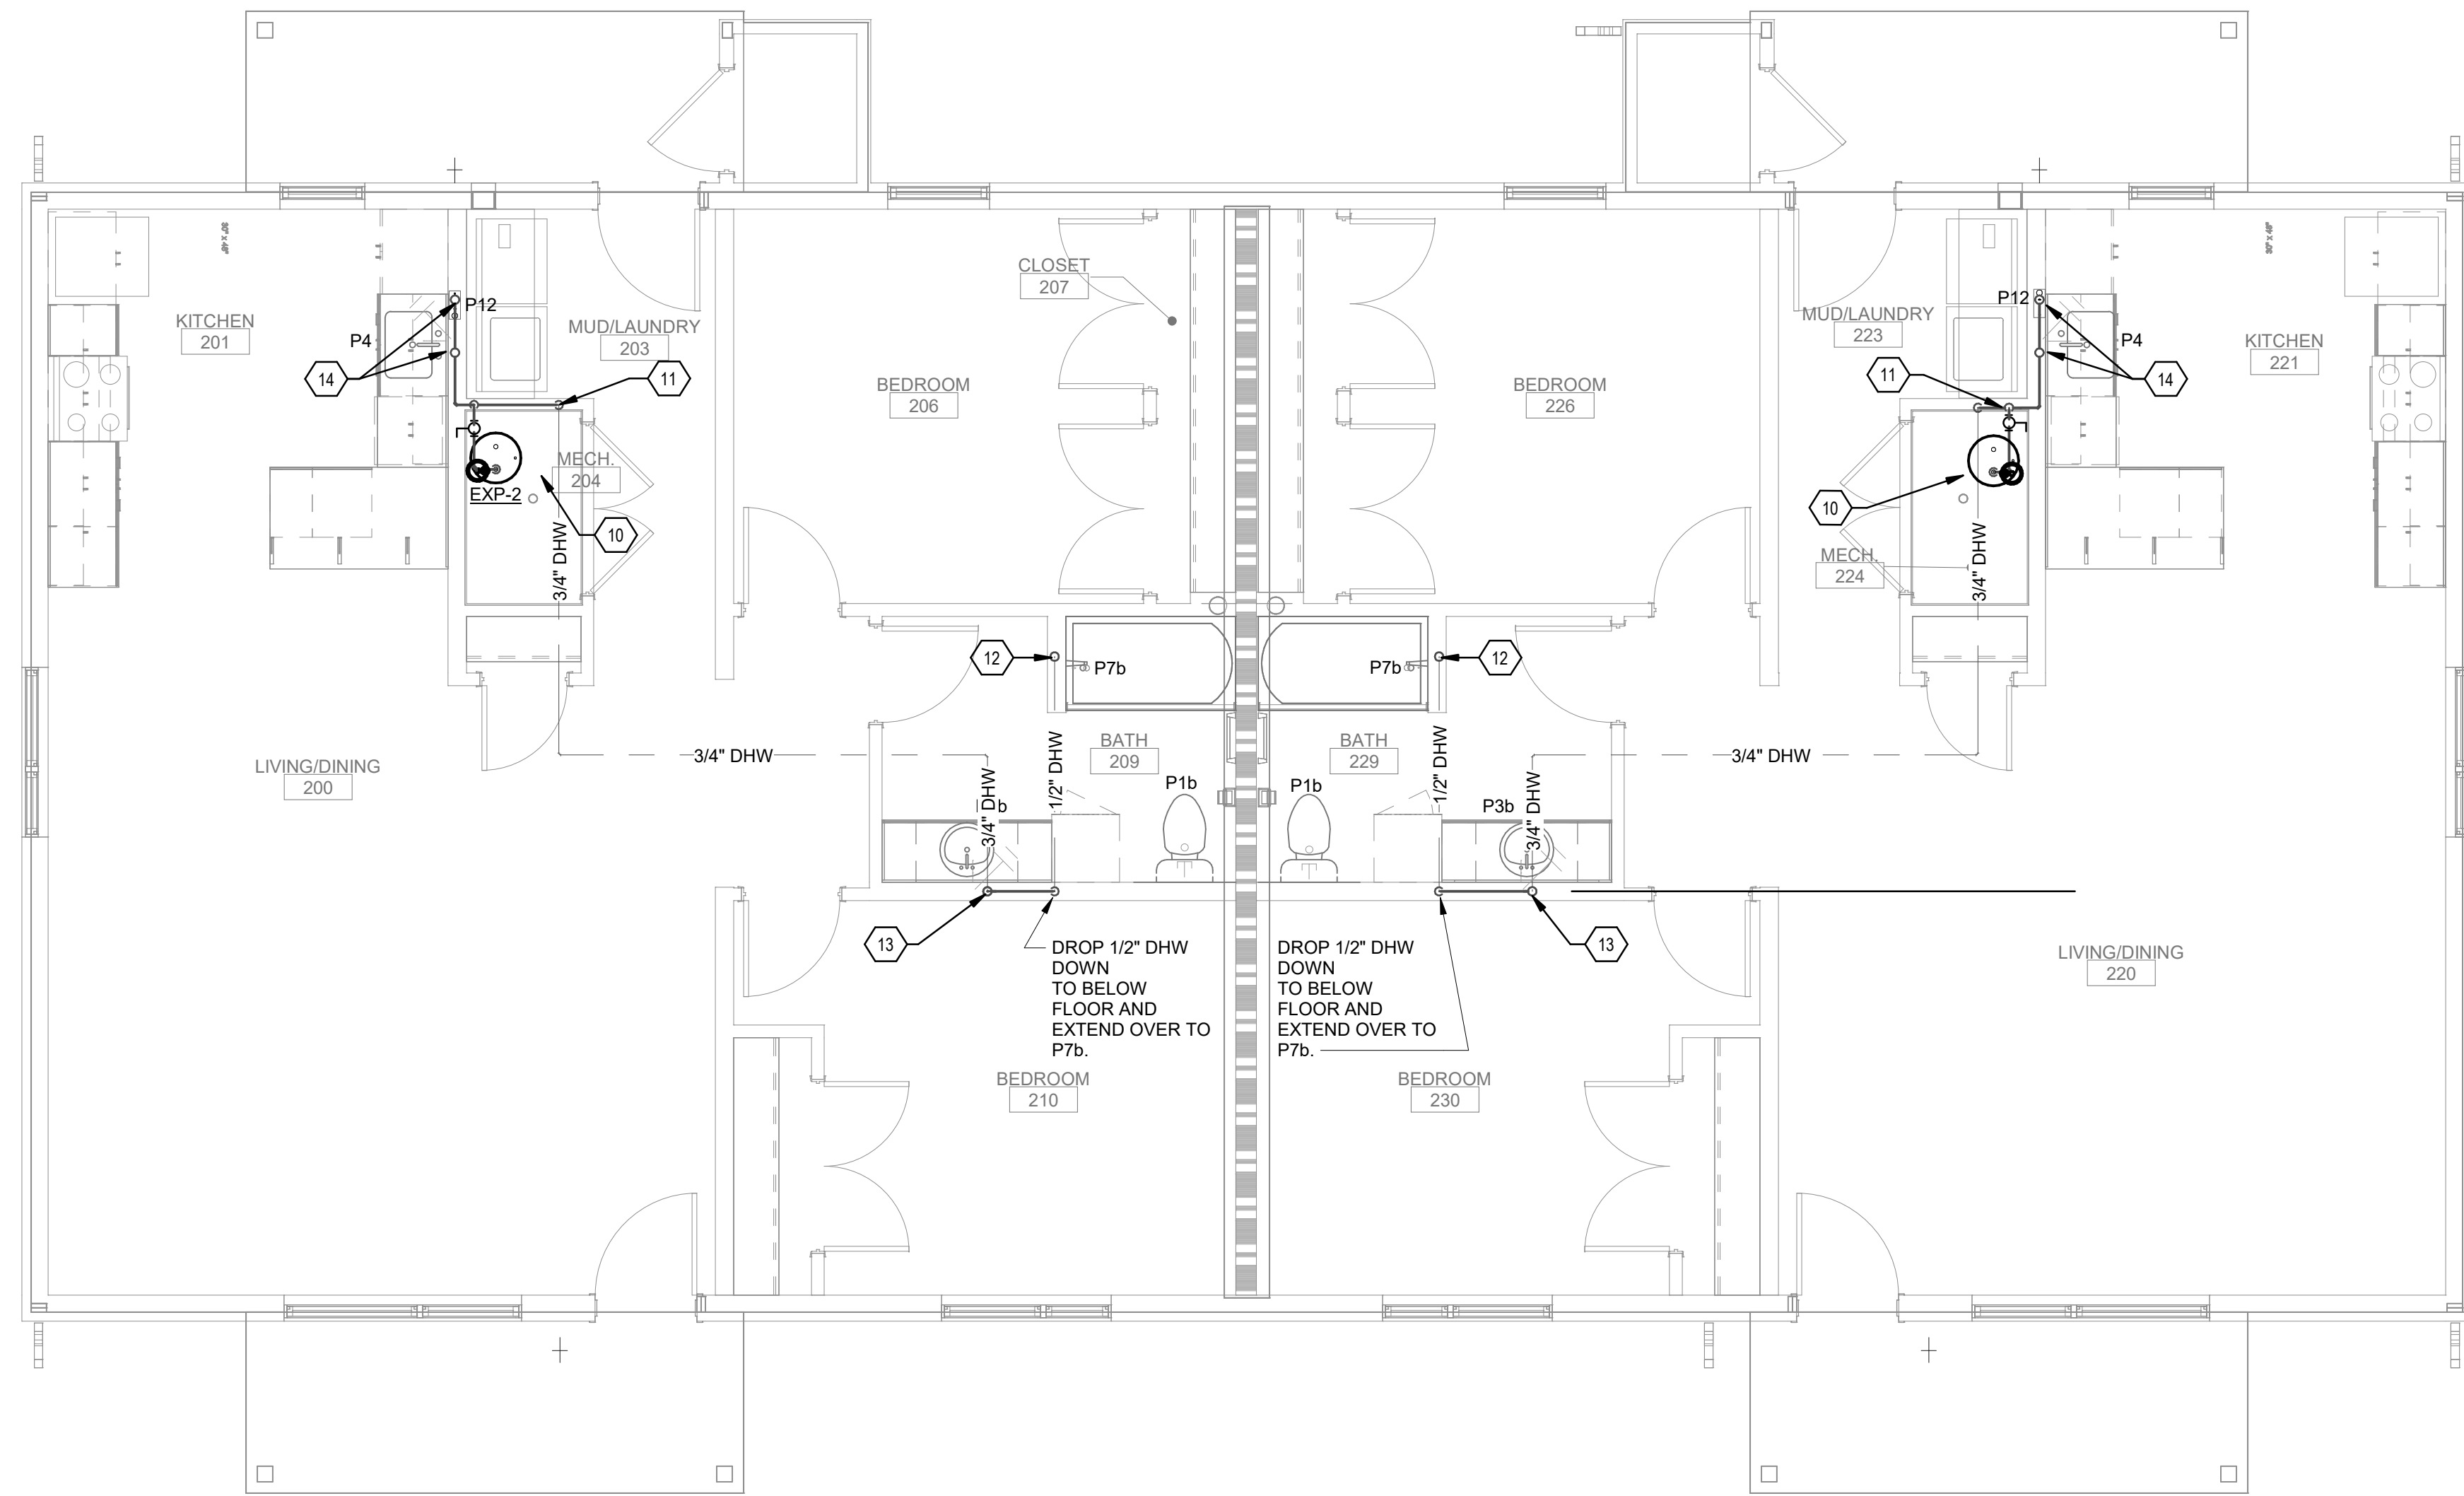 30" x 48"
30" x 48"
CLOSET
207
P12
P12
KITCHEN
201
MUD/LAUNDRY
203
MUD/LAUNDRY
223
P4
P4
KITCHEN
221
14
11
BEDROOM
206
BEDROOM
226
11
14
MECH.
204
EXP-2
10
10
3/4" DHW
MECH.
224
3/4" DHW
12
P7b
P7b
12
LIVING/DINING
200
3/4" DHW
1/2" DHW
BATH
209
BATH
229
1/2" DHW
3/4" DHW
P1b
P1b
b
3/4" DHW
P3b
3/4" DHW
13
DROP 1/2" DHW
DOWN
TO BELOW
FLOOR AND
EXTEND OVER TO
P7b.
DROP 1/2" DHW
DOWN
TO BELOW
FLOOR AND
EXTEND OVER TO
P7b.
13
LIVING/DINING
220
BEDROOM
210
BEDROOM
230